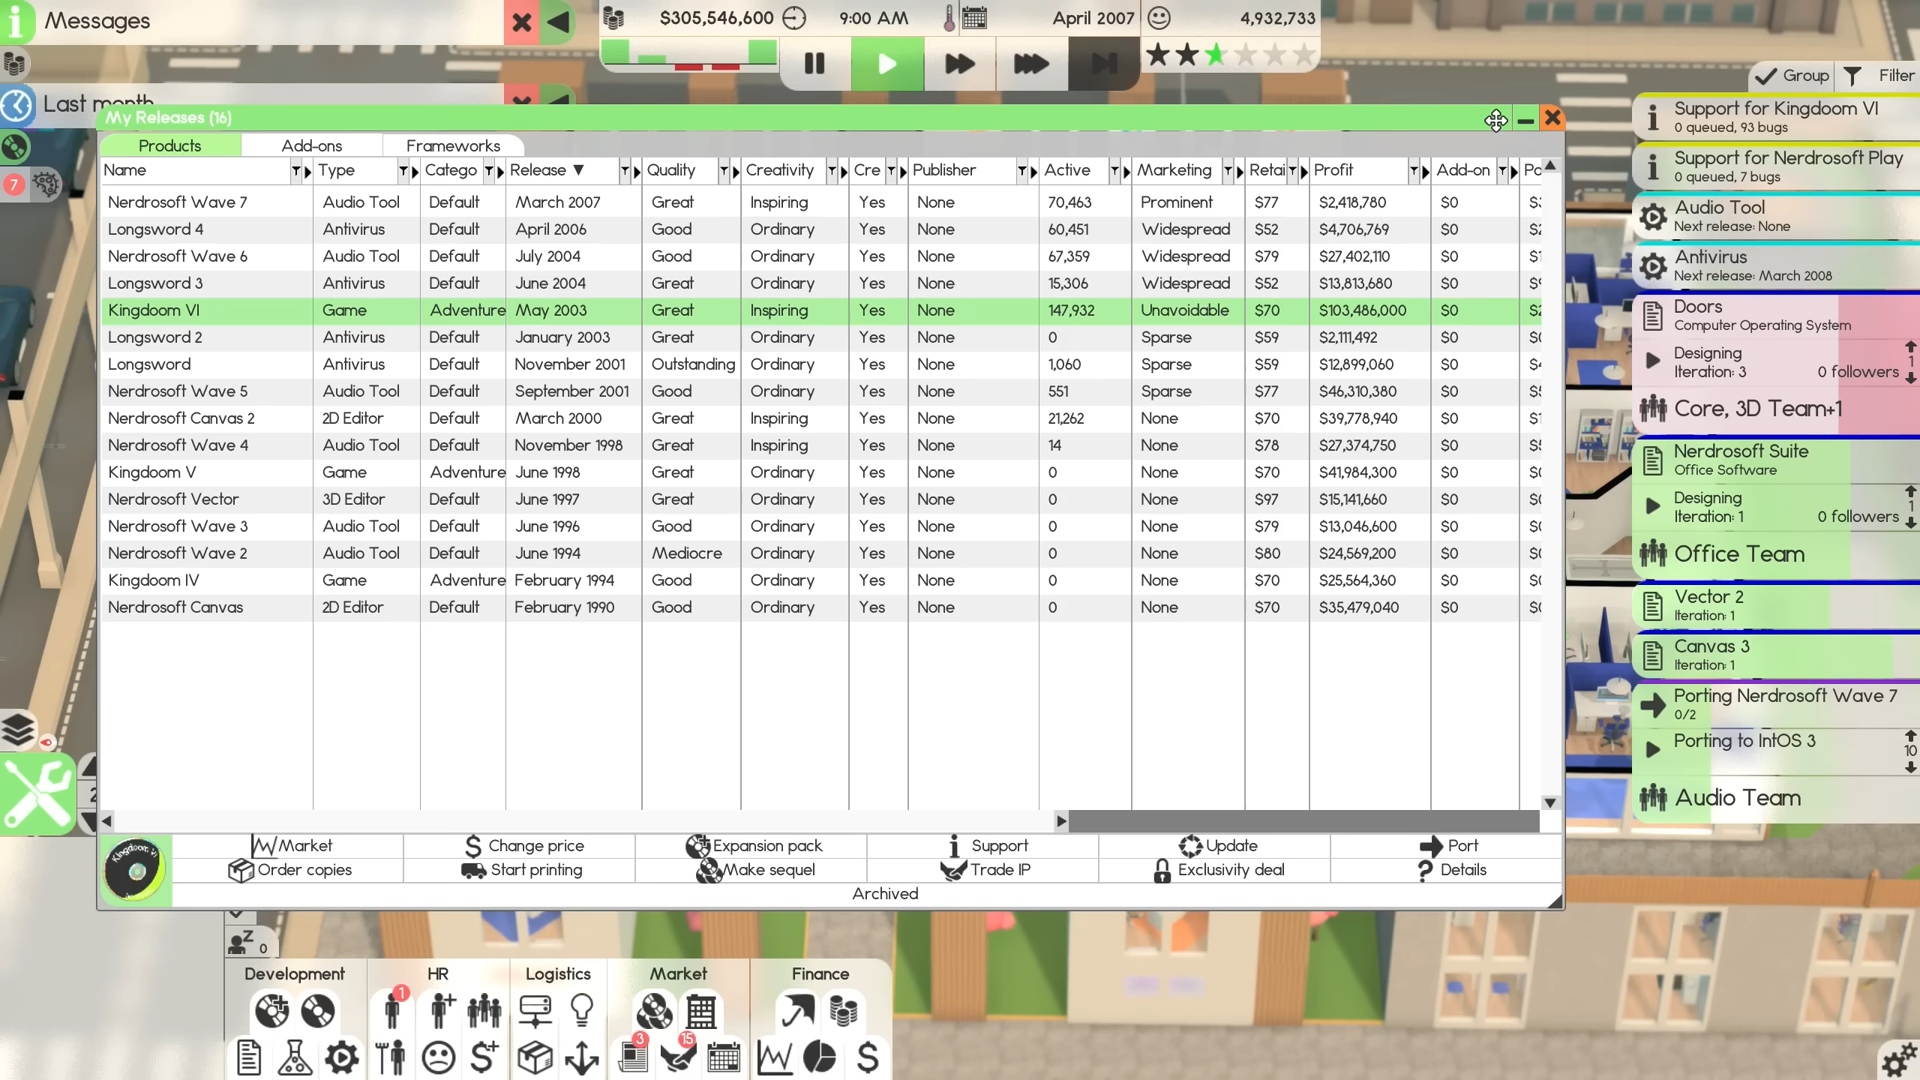 Messages
$305,546,600
9:00 AM
April 2007
4,932,733
Last month
Group
Filter
My Releases (16)
Products Add-ons Frameworks
Name Type Catego Release ▼ Quality Creativity Cre Publisher Active Marketing Retai Profit Add-on Po
Nerdrosoft Wave 7 Audio Tool Default March 2007 Great Inspiring Yes None 70,463 Prominent $77 $2,418,780 $0
Longsword 4 Antivirus Default April 2006 Good Ordinary Yes None 60,451 Widespread $52 $4,706,769 $0
Nerdrosoft Wave 6 Audio Tool Default July 2004 Good Ordinary Yes None 67,359 Widespread $79 $27,402,110 $0
Longsword 3 Antivirus Default June 2004 Great Ordinary Yes None 15,306 Widespread $52 $13,813,680 $0
Kingdoom VI Game Adventure May 2003 Great Inspiring Yes None 147,932 Unavoidable $70 $103,486,000 $0
Longsword 2 Antivirus Default January 2003 Great Ordinary Yes None 0 Sparse $59 $2,111,492 $0
Longsword Antivirus Default November 2001 Outstanding Ordinary Yes None 1,060 Sparse $59 $12,899,060 $0
Nerdrosoft Wave 5 Audio Tool Default September 2001 Good Ordinary Yes None 551 Sparse $77 $46,310,380 $0
Nerdrosoft Canvas 2 2D Editor Default March 2000 Great Inspiring Yes None 21,262 None $70 $39,778,940 $0
Nerdrosoft Wave 4 Audio Tool Default November 1998 Great Inspiring Yes None 14 None $78 $27,374,750 $0
Kingdoom V Game Adventure June 1998 Great Ordinary Yes None 0 None $70 $41,984,300 $0
Nerdrosoft Vector 3D Editor Default June 1997 Great Ordinary Yes None 0 None $97 $15,141,660 $0
Nerdrosoft Wave 3 Audio Tool Default June 1996 Good Ordinary Yes None 0 None $79 $13,046,600 $0
Nerdrosoft Wave 2 Audio Tool Default June 1994 Mediocre Ordinary Yes None 0 None $80 $24,569,200 $0
Kingdoom IV Game Adventure February 1994 Good Ordinary Yes None 0 None $70 $25,564,360 $0
Nerdrosoft Canvas 2D Editor Default February 1990 Good Ordinary Yes None 0 None $70 $35,479,040 $0
Kingdoom VI
Market Change price Expansion pack Support Update Port
Order copies Start printing Make sequel Trade IP Exclusivity deal Details
Archived
Support for Kingdoom VI
0 queued, 93 bugs
Support for Nerdrosoft Play
0 queued, 7 bugs
Audio Tool
Next release: None
Antivirus
Next release: March 2008
Doors
Computer Operating System
Designing
Iteration: 3 0 followers
1
Core, 3D Team+1
Nerdrosoft Suite
Office Software
Designing
Iteration: 1 0 followers
1
Office Team
Vector 2
Iteration: 1
Canvas 3
Iteration: 1
Porting Nerdrosoft Wave 7
0/2
Porting to IntOS 3
10
Audio Team
7
2
Z 0
Development HR Logistics Market Finance
1
3
15